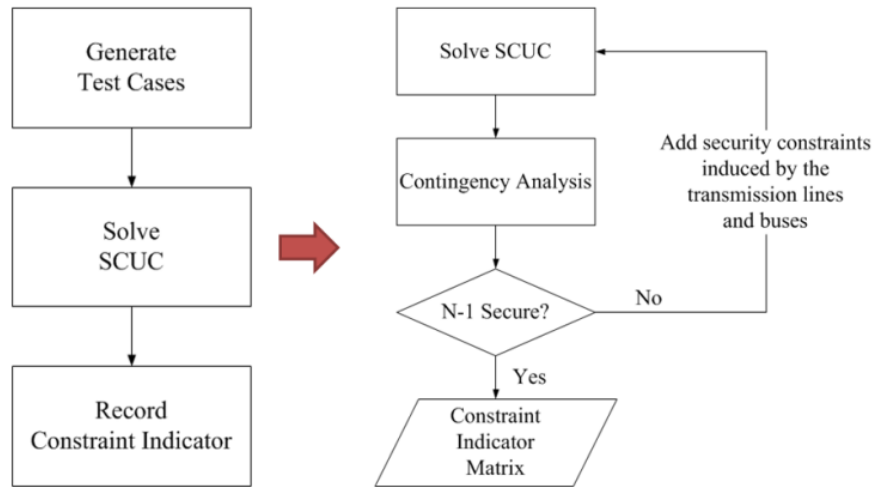 Generate
Test Cases
Solve
SCUC
Record
Constraint Indicator
Solve SCUC
Contingency Analysis
N-1 Secure?
No
Yes
Add security constraints
induced by the
transmission lines
and buses
Constraint
Indicator
Matrix